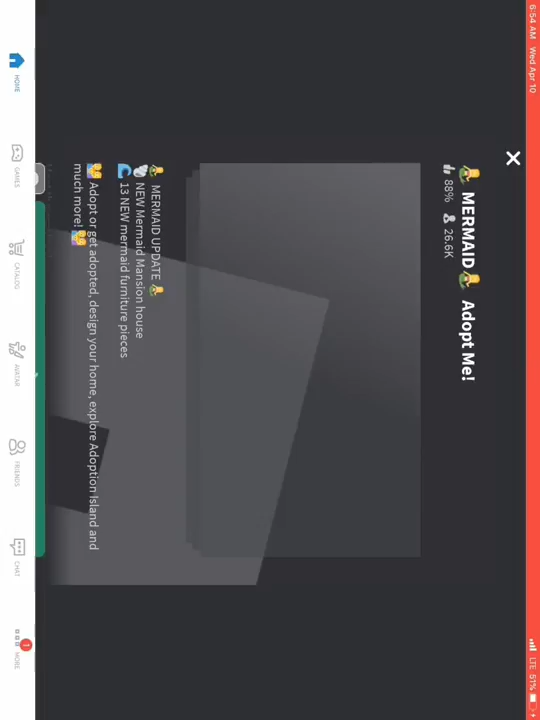 6:54 AM Wed Apr 10
LTE 51%
🧜‍♀️ MERMAID🧜‍♀️ Adopt Me!
88% 26.6K
🧜‍♀️ MERMAID UPDATE 🧜‍♀️
🐚 NEW Mermaid Mansion house
🌊 13 NEW mermaid furniture pieces
Adopt or get adopted, design your home, explore Adoption Island and
much more!
HOME
GAMES
CATALOG
AVATAR
FRIENDS
CHAT
MORE
1